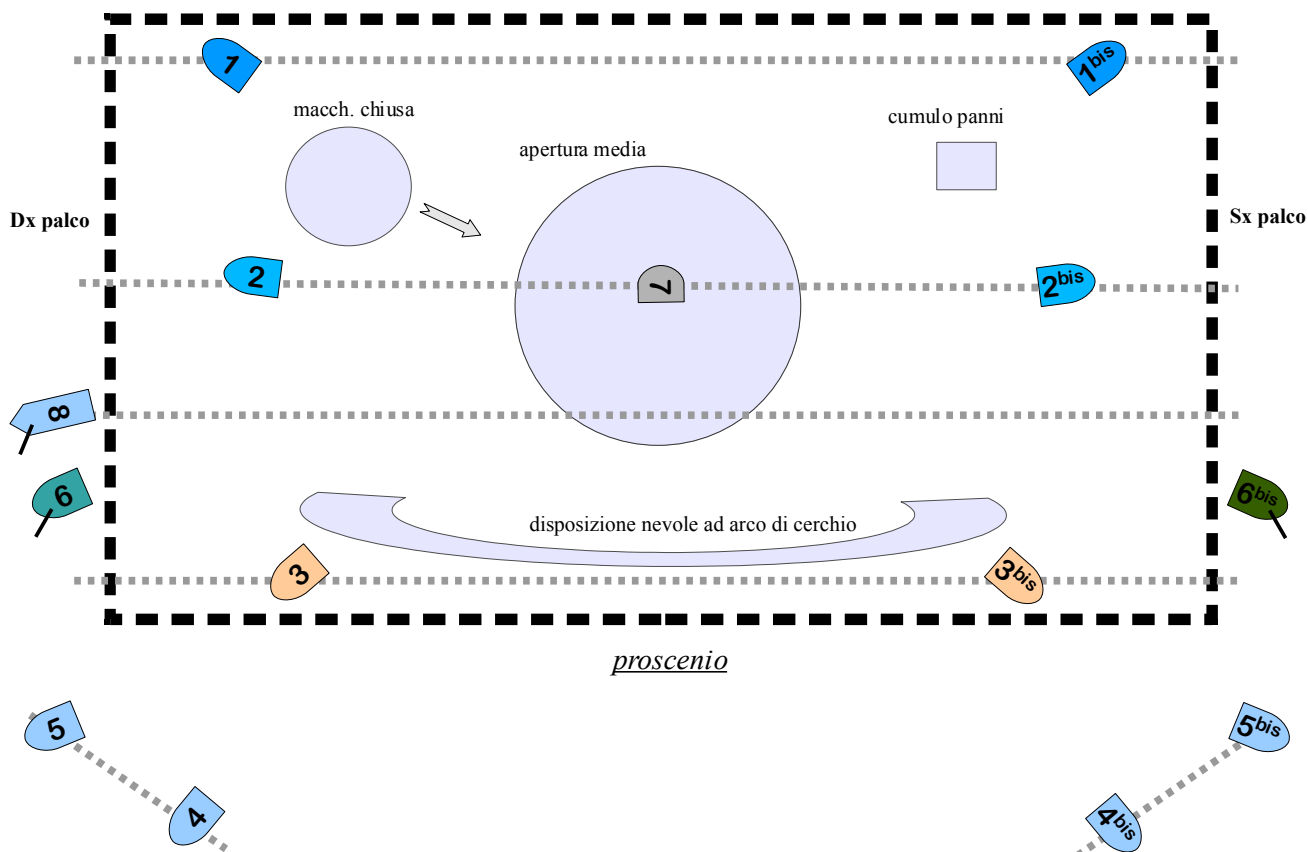 1
1bis
macch. chiusa
cumulo panni
apertura media
Dx palco
Sx palco
2
7
2bis
8
6
6bis
disposizione nevole ad arco di cerchio
3
3bis
proscenio
5
5bis
4
4bis